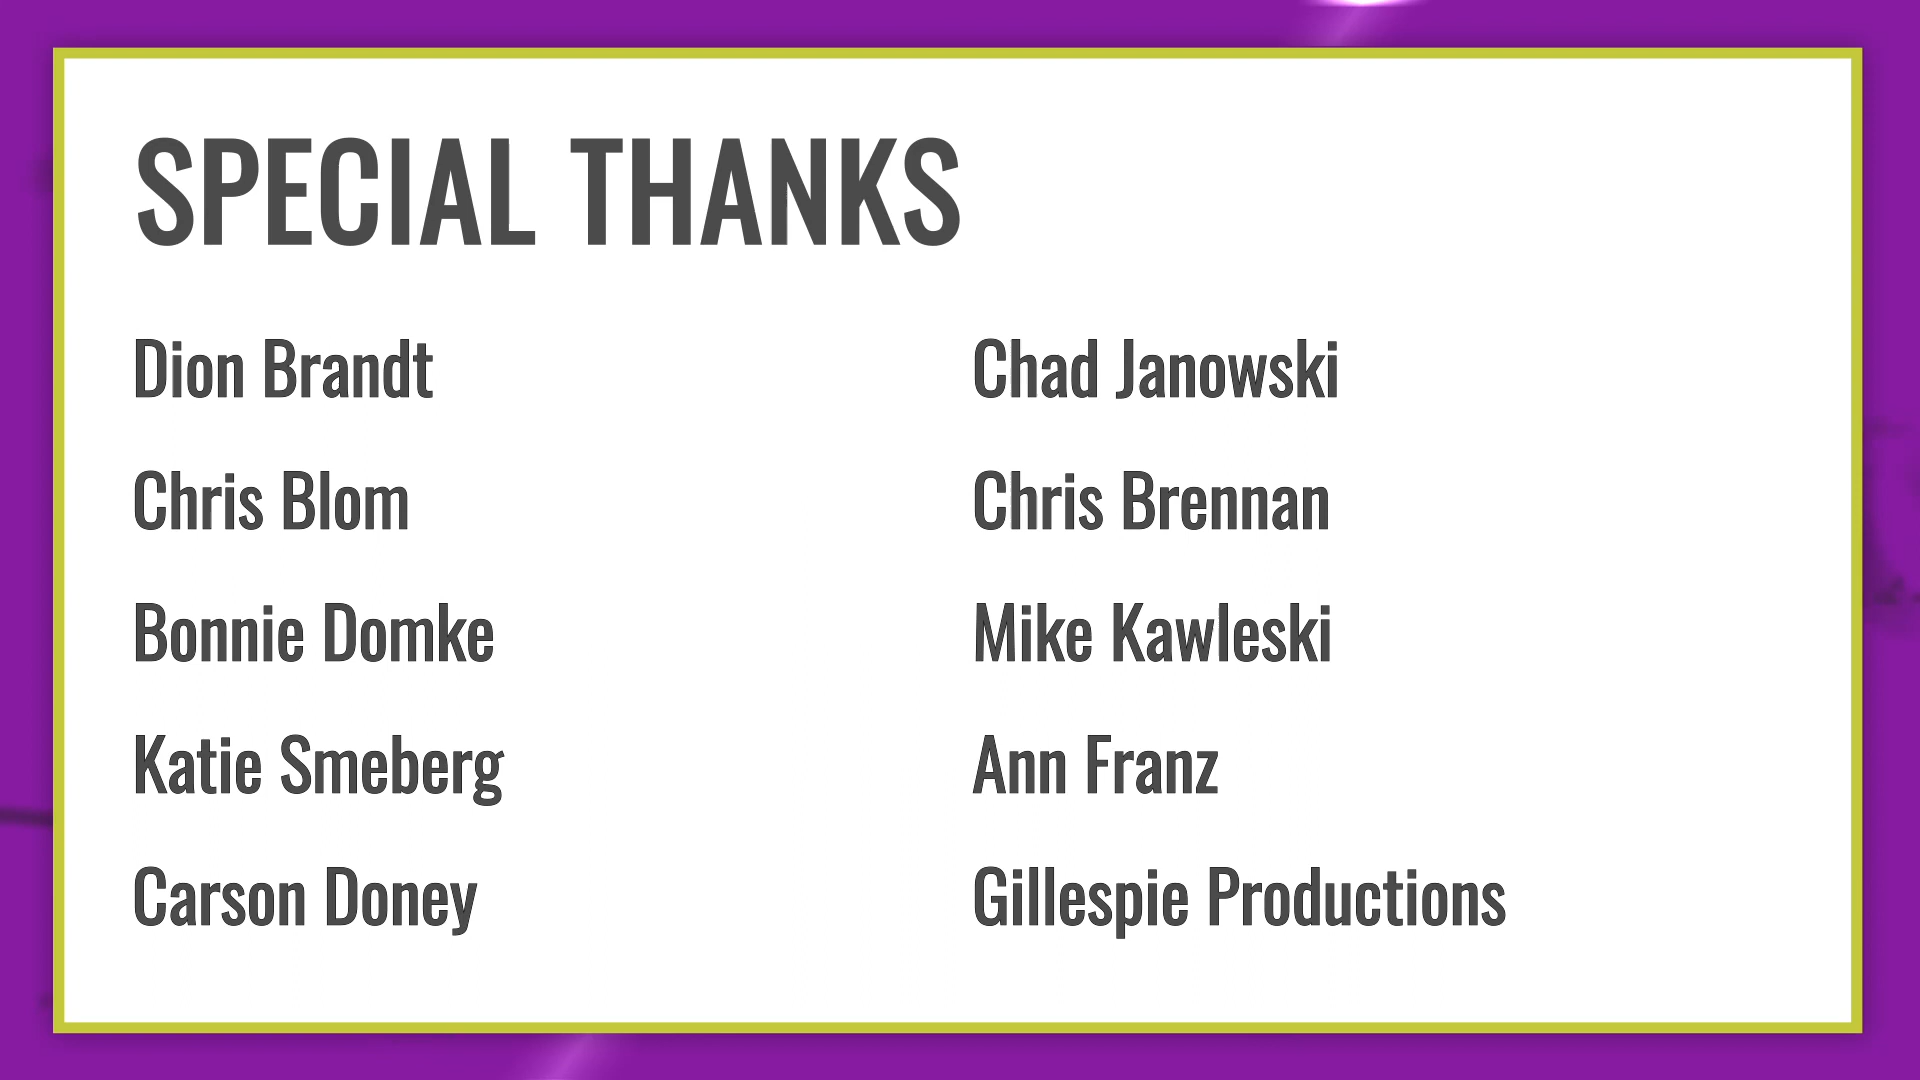 SPECIAL THANKS
Dion Brandt
Chris Blom
Bonnie Domke
Katie Smeberg
Carson Doney
Chad Janowski
Chris Brennan
Mike Kawleski
Ann Franz
Gillespie Productions